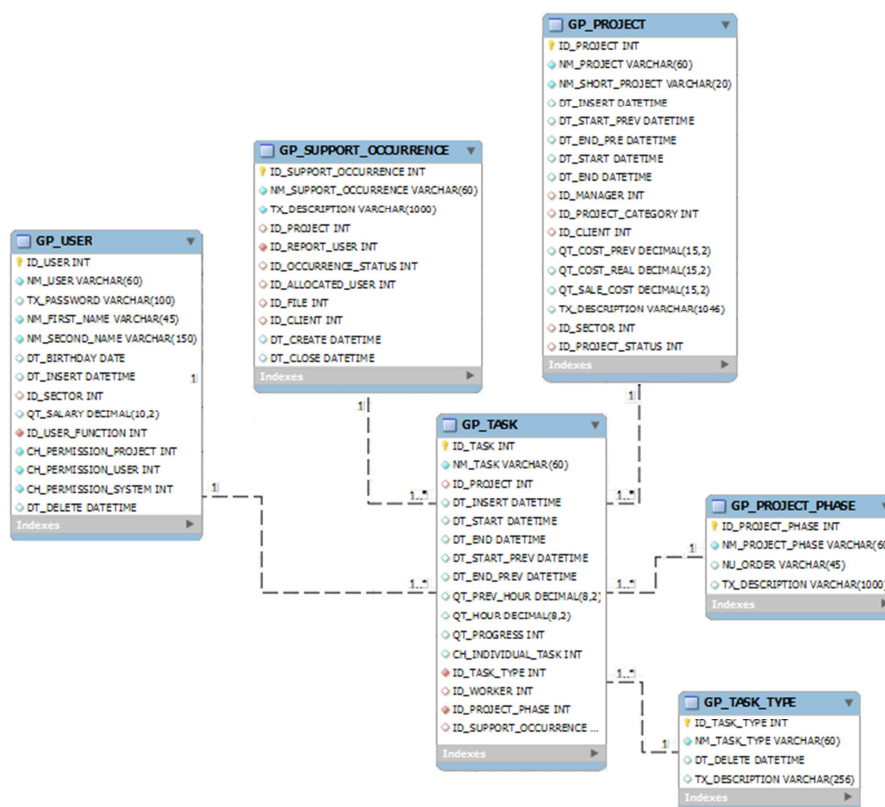 GP_PROJECT
ID_PROJECT INT
NM_PROJECT VARCHAR(60)
NM_SHORT_PROJECT VARCHAR(20)
DT_INSERT DATETIME
DT_START_PREV DATETIME
DT_END_PRE DATETIME
DT_START DATETIME
DT_END DATETIME
ID_MANAGER INT
ID_PROJECT_CATEGORY INT
ID_CLIENT INT
QT_COST_PREV DECIMAL(15,2)
QT_COST_REAL DECIMAL(15,2)
QT_SALE_COST DECIMAL(15,2)
TX_DESCRIPTION VARCHAR(1046)
ID_SECTOR INT
ID_PROJECT_STATUS INT
Indexes
GP_SUPPORT_OCCURRENCE
ID_SUPPORT_OCCURRENCE INT
NM_SUPPORT_OCCURRENCE VARCHAR(60)
TX_DESCRIPTION VARCHAR(1000)
ID_PROJECT INT
ID_REPORT_USER INT
ID_OCCURRENCE_STATUS INT
ID_ALLOCATED_USER INT
ID_FILE INT
ID_CLIENT INT
DT_CREATE DATETIME
DT_CLOSE DATETIME
Indexes
GP_USER
ID_USER INT
NM_USER VARCHAR(60)
TX_PASSWORD VARCHAR(100)
NM_FIRST_NAME VARCHAR(45)
NM_SECOND_NAME VARCHAR(150)
DT_BIRTHDAY DATE
DT_INSERT DATETIME
1
ID_SECTOR INT
QT_SALARY DECIMAL(10,2)
ID_USER_FUNCTION INT
CH_PERMISSION_PROJECT INT
CH_PERMISSION_USER INT
CH_PERMISSION_SYSTEM INT
DT_DELETE DATETIME
Indexes
1
1
1
1..*
1..*
1..*
1..*
1..*
1
1
GP_TASK
ID_TASK INT
NM_TASK VARCHAR(60)
ID_PROJECT INT
DT_INSERT DATETIME
DT_START DATETIME
DT_END DATETIME
DT_START_PREV DATETIME
DT_END_PREV DATETIME
QT_PREV_HOUR DECIMAL(8,2)
QT_HOUR DECIMAL(8,2)
QT_PROGRESS INT
CH_INDIVIDUAL_TASK INT
ID_TASK_TYPE INT
ID_WORKER INT
ID_PROJECT_PHASE INT
ID_SUPPORT_OCCURRENCE ...
Indexes
GP_PROJECT_PHASE
ID_PROJECT_PHASE INT
NM_PROJECT_PHASE VARCHAR(60
NU_ORDER VARCHAR(45)
TX_DESCRIPTION VARCHAR(1000)
Indexes
GP_TASK_TYPE
ID_TASK_TYPE INT
NM_TASK_TYPE VARCHAR(60)
DT_DELETE DATETIME
TX_DESCRIPTION VARCHAR(256)
Indexes